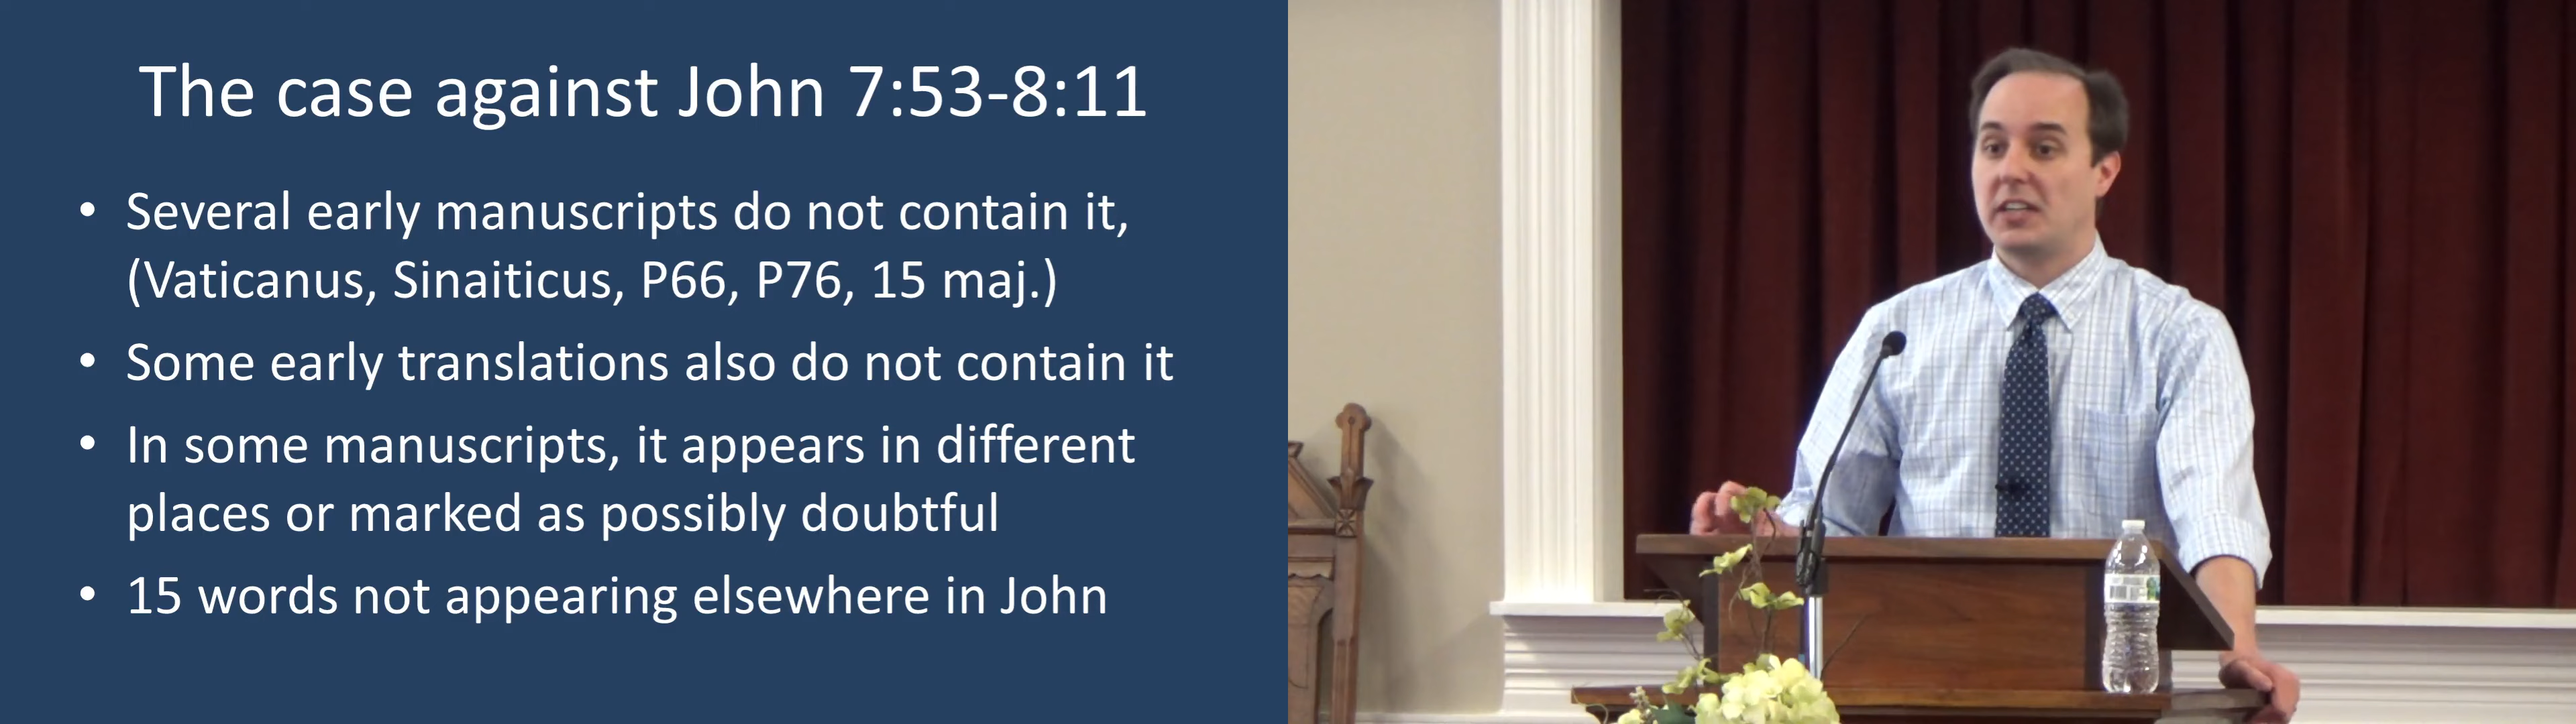 The case against John 7:53-8:11
• Several early manuscripts do not contain it,
(Vaticanus, Sinaiticus, P66, P76, 15 maj.)
• Some early translations also do not contain it
• In some manuscripts, it appears in different
places or marked as possibly doubtful
• 15 words not appearing elsewhere in John